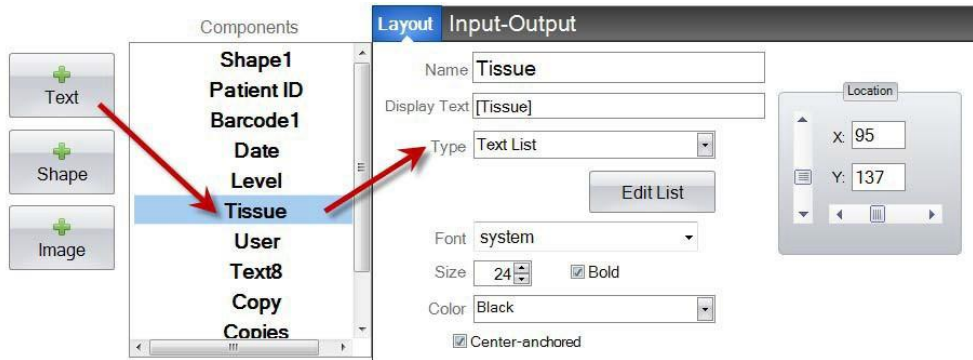 Components
Text
Shape
Image
Shape1
Patient ID
Barcode1
Date
Level
Tissue
User
Text8
Copy
Copies
Layout Input-Output
Name Tissue
Display Text [Tissue]
Type Text List
Edit List
Font system
Size 24 Bold
Color Black
Center-anchored
Location
X: 95
Y: 137